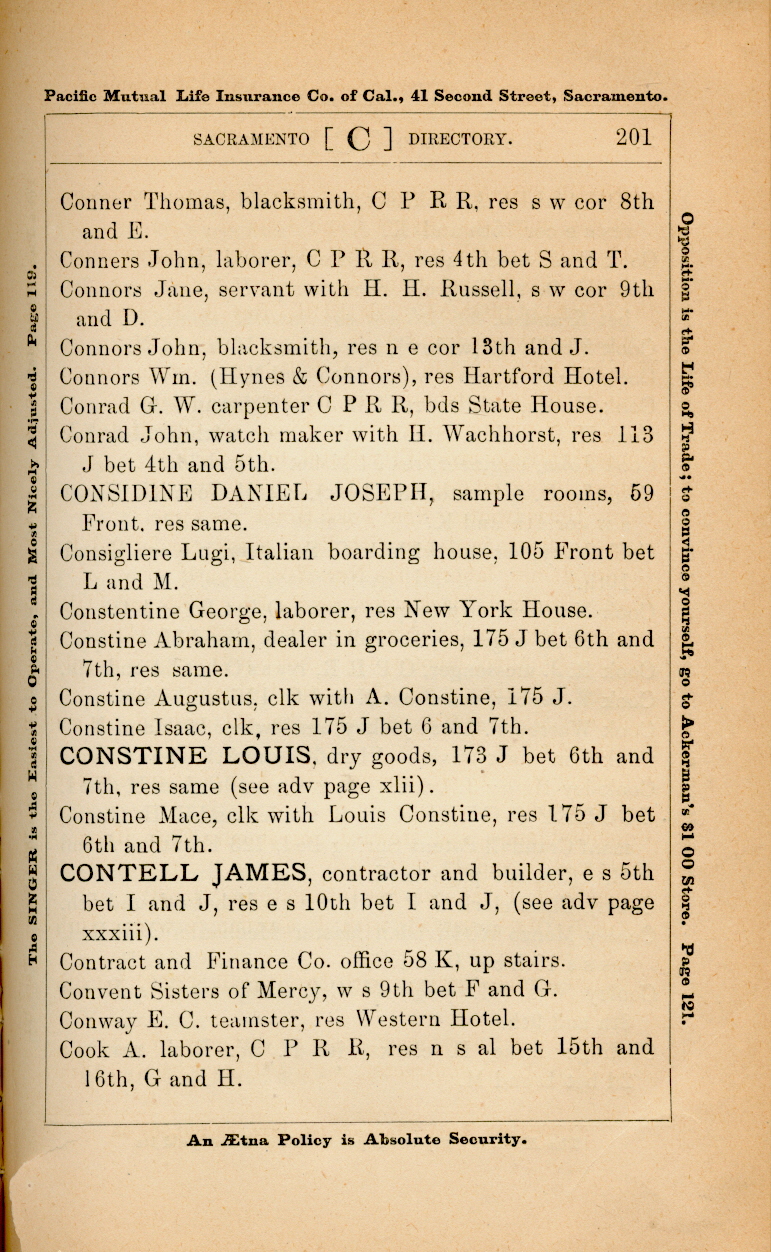 Pacific Mutual Life Insurance Co. of Cal., 41 Second Street, Sacramento.
SACRAMENTO [ C ] DIRECTORY. 201
Conner Thomas, blacksmith, C P R R, res s w cor 8th
and E.
Conners John, laborer, C P R R, res 4th bet S and T.
Connors Jane, servant with H. H. Russell, s w cor 9th
and D.
Connors John, blacksmith, res n e cor 13th and J.
Connors Wm. (Hynes & Connors), res Hartford Hotel.
Conrad G. W. carpenter C P R R, bds State House.
Conrad John, watch maker with H. Wachhorst, res 113
J bet 4th and 5th.
CONSIDINE DANIEL JOSEPH, sample rooms, 59
Front, res same.
Consigliere Lugi, Italian boarding house, 105 Front bet
L and M.
Constentine George, laborer, res New York House.
Constine Abraham, dealer in groceries, 175 J bet 6th and
7th, res same.
Constine Augustus, clk with A. Constine, 175 J.
Constine Isaac, clk, res 175 J bet 6 and 7th.
CONSTINE LOUIS, dry goods, 173 J bet 6th and
7th, res same (see adv page xlii).
Constine Mace, clk with Louis Constine, res 175 J bet
6th and 7th.
CONTELL JAMES, contractor and builder, e s 5th
bet I and J, res e s 10th bet I and J, (see adv page
xxxiii).
Contract and Finance Co. office 58 K, up stairs.
Convent Sisters of Mercy, w s 9th bet F and G.
Conway E. C. teamster, res Western Hotel.
Cook A. laborer, C P R R, res n s al bet 15th and
16th, G and H.
An Ætna Policy is Absolute Security.
The SINGER is the Easiest to Operate, and Most Nicely Adjusted. Page 119.
Opposition is the Life of Trade; to convince yourself, go to Ackerman's $1 00 Store. Page 121.